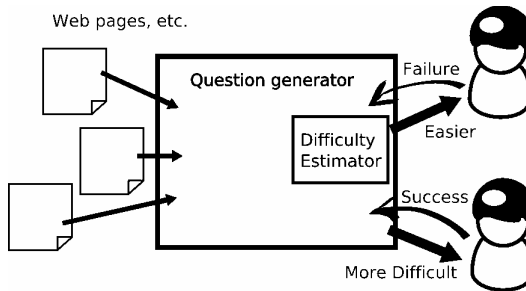 Web pages, etc.
Question generator
Failure
Difficulty
Estimator
Easier
Success
More Difficult